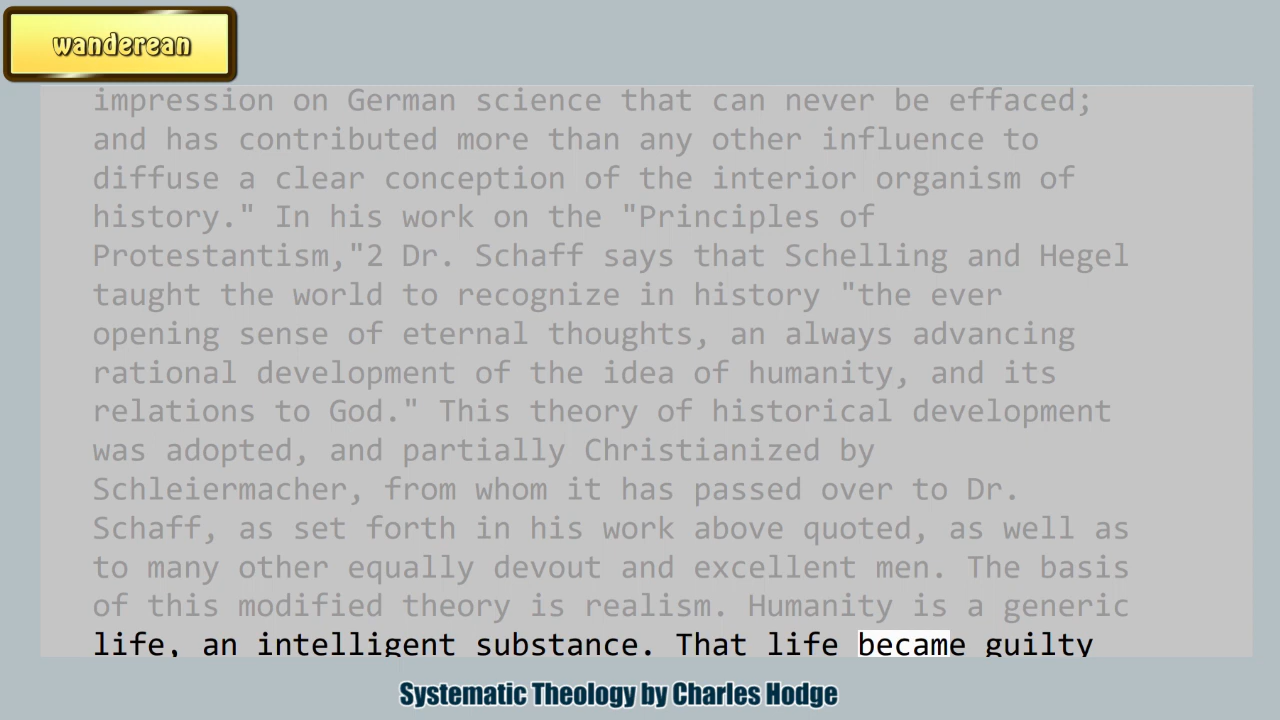 wanderean
impression on German science that can never be effaced;
and has contributed more than any other influence to
diffuse a clear conception of the interior organism of
history." In his work on the "Principles of
Protestantism,"2 Dr. Schaff says that Schelling and Hegel
taught the world to recognize in history "the ever
opening sense of eternal thoughts, an always advancing
rational development of the idea of humanity, and its
relations to God." This theory of historical development
was adopted, and partially Christianized by
Schleiermacher, from whom it has passed over to Dr.
Schaff, as set forth in his work above quoted, as well as
to many other equally devout and excellent men. The basis
of this modified theory is realism. Humanity is a generic
life, an intelligent substance. That life became guilty
Systematic Theology by Charles Hodge